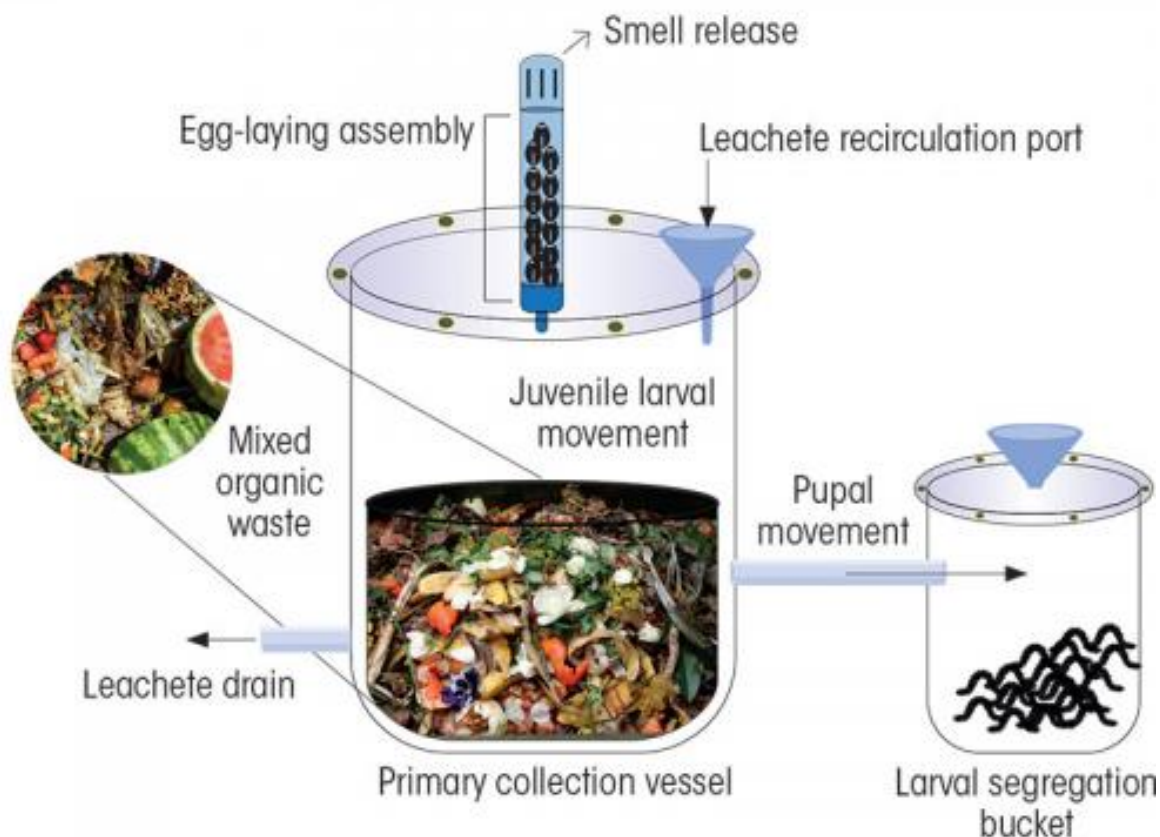 Smell release
Egg-laying assembly
Leachete recirculation port
Juvenile larval
movement
Mixed
organic
waste
Pupal
movement
Leachete drain
Primary collection vessel
Larval segregation
bucket